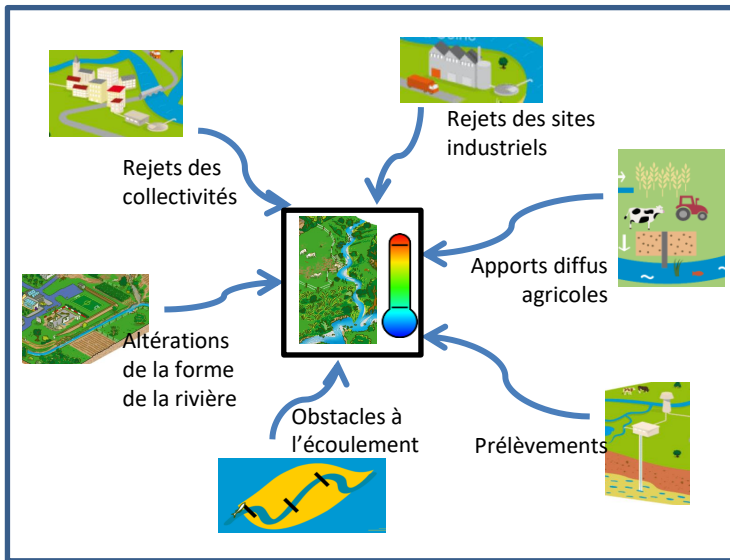 Rejets des
collectivités
Rejets des sites
industriels
Apports diffus
agricoles
Altérations
de la forme
de la rivière
Obstacles à
l'écoulement
Prélèvements